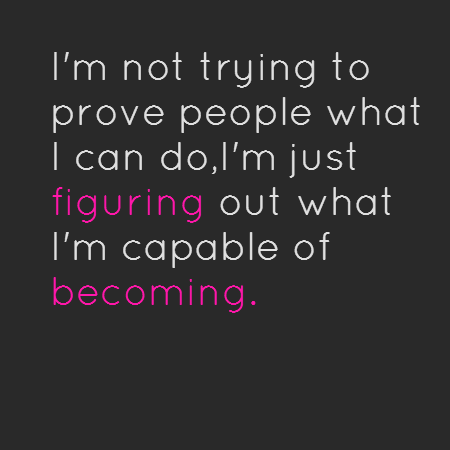 I'm not trying to
prove people what
I can do,I'm just
figuring out what
I'm capable of
becoming.